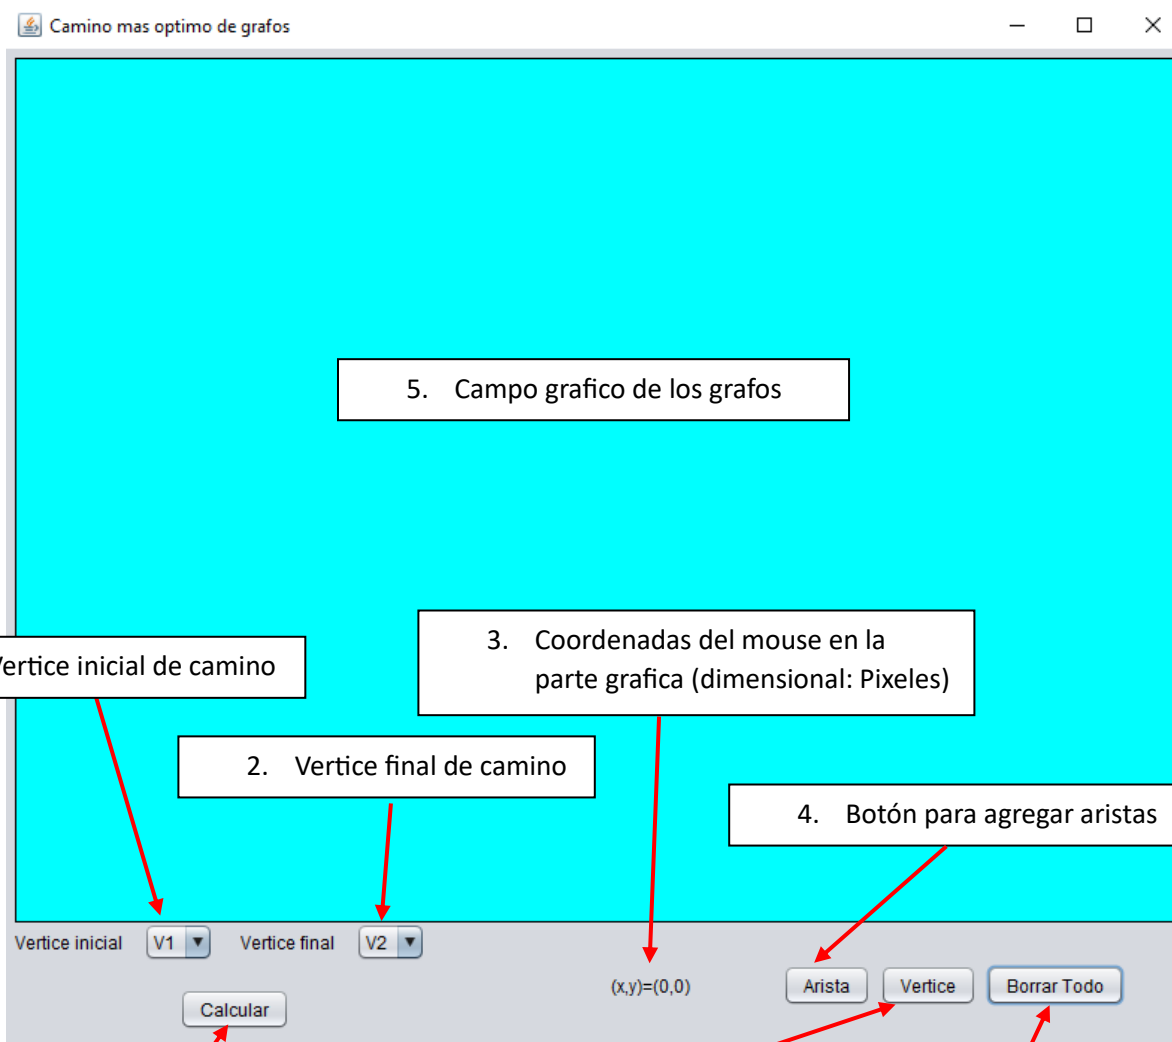 Camino mas optimo de grafos
5. Campo grafico de los grafos
3. Coordenadas del mouse en la
parte grafica (dimensional: Pixeles)
Vertice inicial de camino
2. Vertice final de camino
4. Botón para agregar aristas
Vertice inicial V1 Vertice final V2
(x,y)=(0,0) Arista Vertice Borrar Todo
Calcular